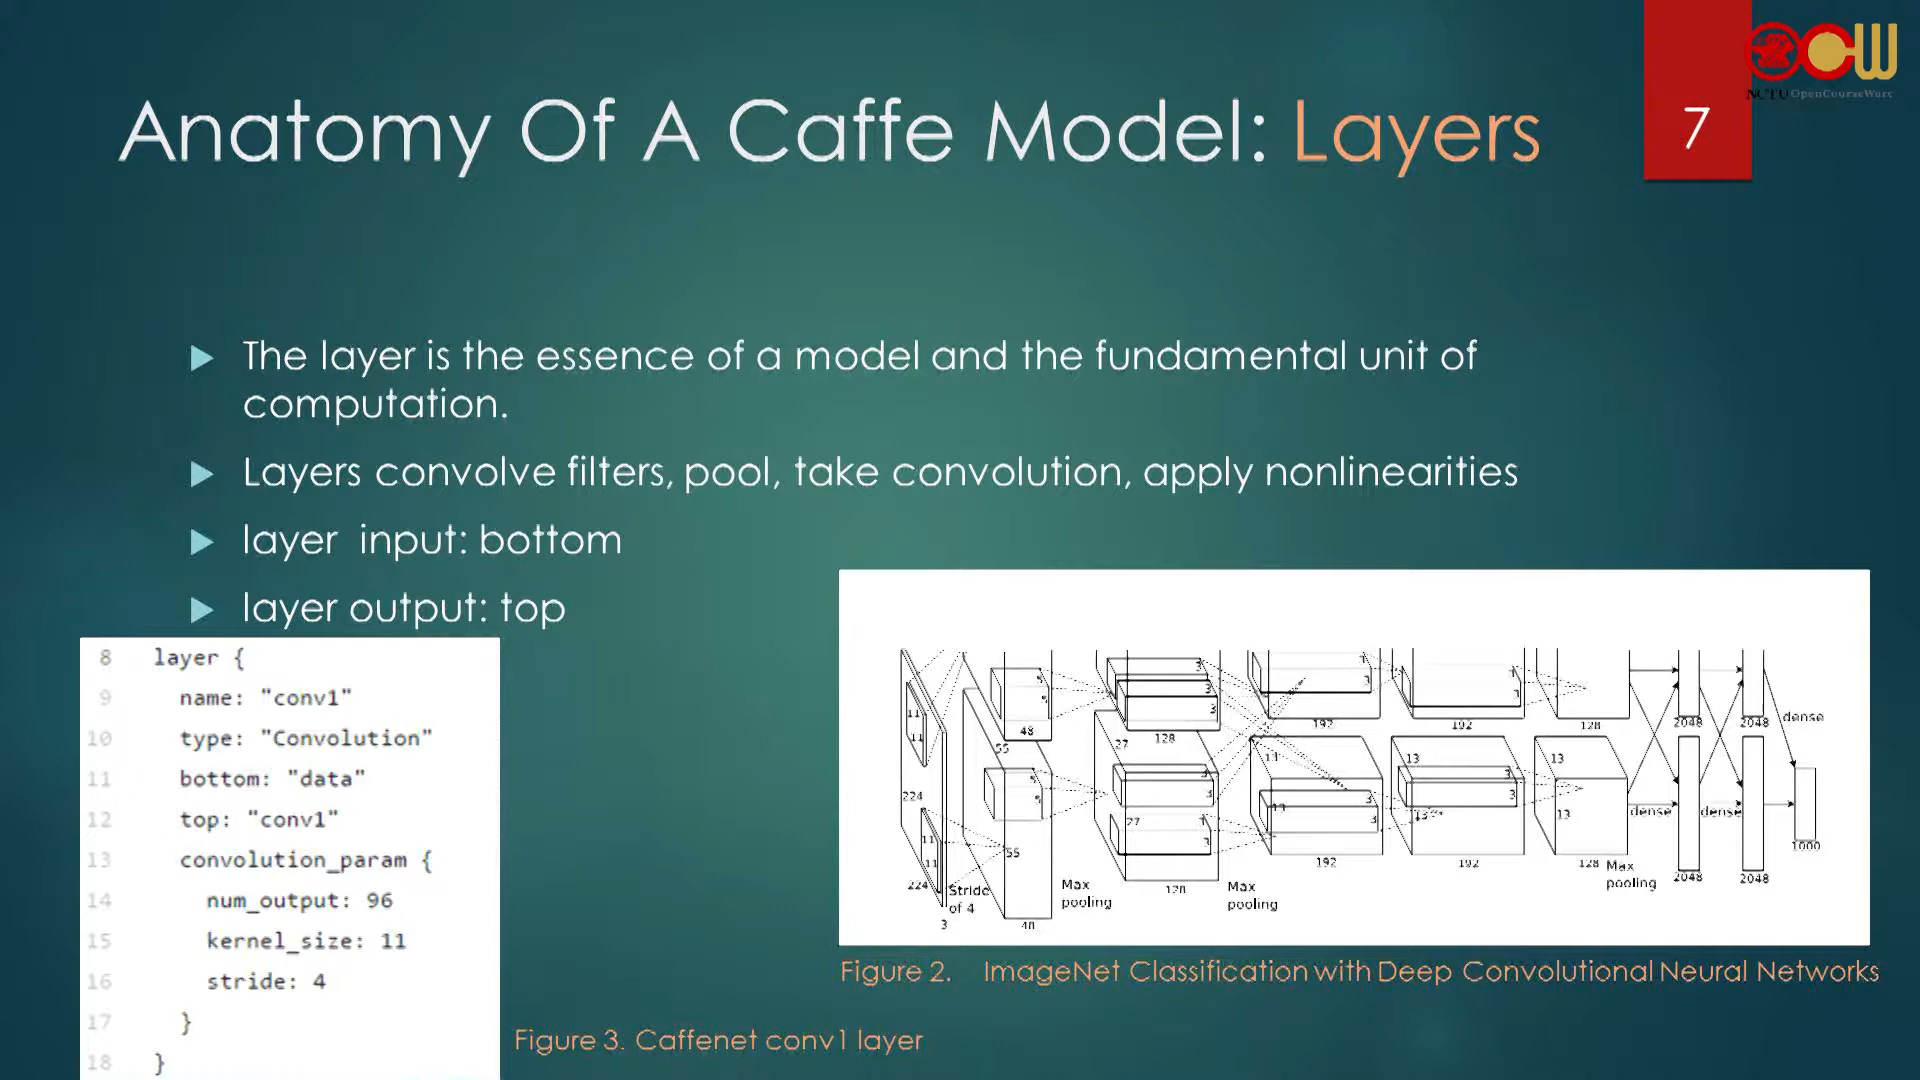 NCTU OpenCourseWare
7
Anatomy Of A Caffe Model: Layers
The layer is the essence of a model and the fundamental unit of
computation.
Layers convolve filters, pool, take convolution, apply nonlinearities
layer input: bottom
layer output: top
8 layer {
9 name: "conv1"
10 type: "Convolution"
11 bottom: "data"
12 top: "conv1"
13 convolution_param {
14 num_output: 96
15 kernel_size: 11
16 stride: 4
17 }
18 }
Figure 3. Caffenet conv1 layer
48
128
192
192
128
2048
2048
dense
55
27
13
13
13
224
55
27
13
13
13
dense
dense
1000
192
192
128
Max
pooling
2048
2048
224
Stride
of 4
Max
pooling
Max
pooling
3
48
128
Figure 2. ImageNet Classification with Deep Convolutional Neural Networks